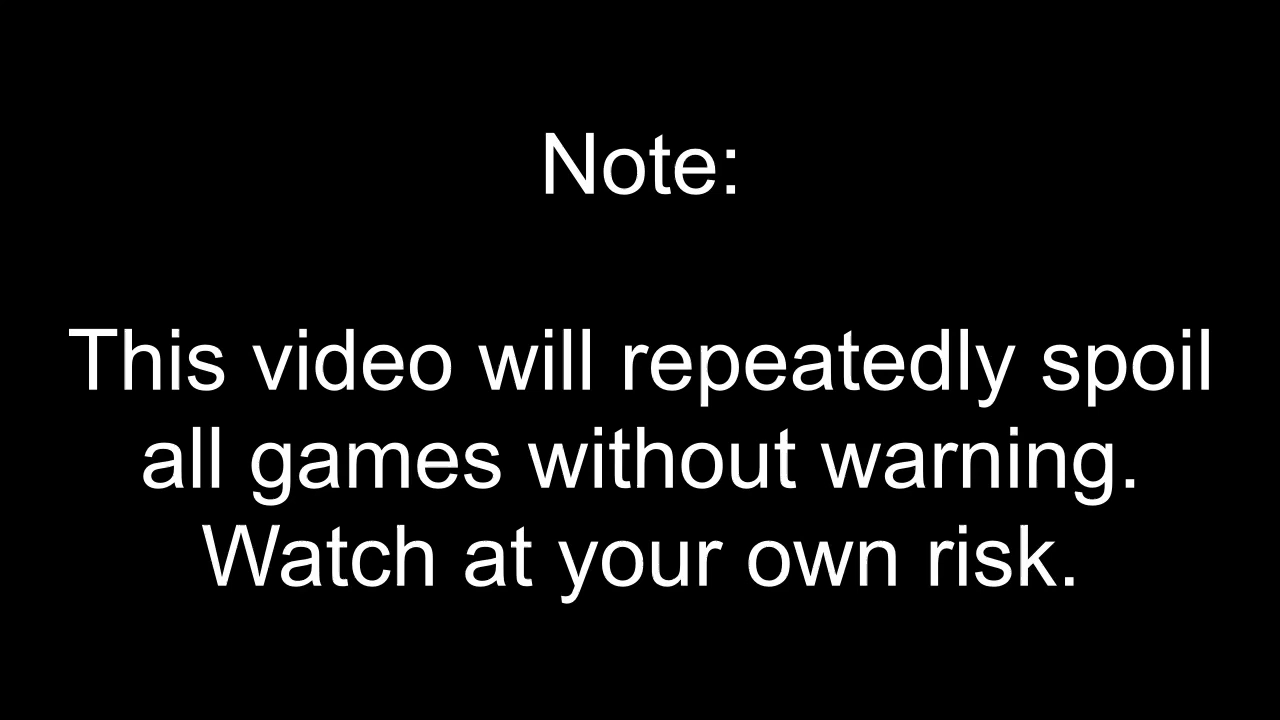 Note:
This video will repeatedly spoil
all games without warning.
Watch at your own risk.